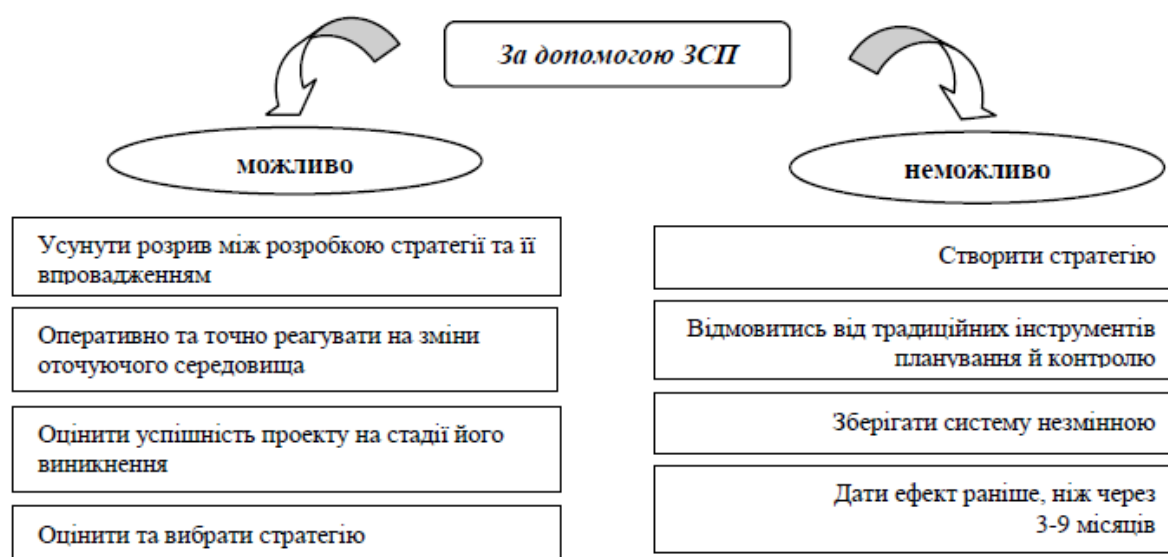 За допомогою ЗСП
можливо
неможливо
Усунути розрив між розробкою стратегії та її
впровадженням
Оперативно та точно реагувати на зміни
оточуючого середовища
Оцінити успішність проекту на стадії його
виникнення
Оцінити та вибрати стратегію
Створити стратегію
Відмовитись від традиційних інструментів
планування й контролю
Зберігати систему незмінною
Дати ефект раніше, ніж через
3-9 місяців